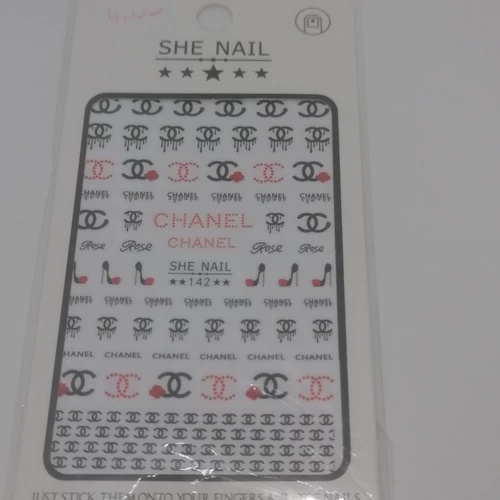 SHE NAIL
CHANEL CHANEL CHANEL CHANEL CHANEL CHANEL
CHANEL
CHANEL
Rose Rose Rose Rose
SHE NAIL
142
CHANEL CHANEL CHANEL CHANEL CHANEL CHANEL
HANEL CHANEL CHANEL CHANEL CHANEL CHANEL
JUST STICK THEM ONTO YOUR FINGERS